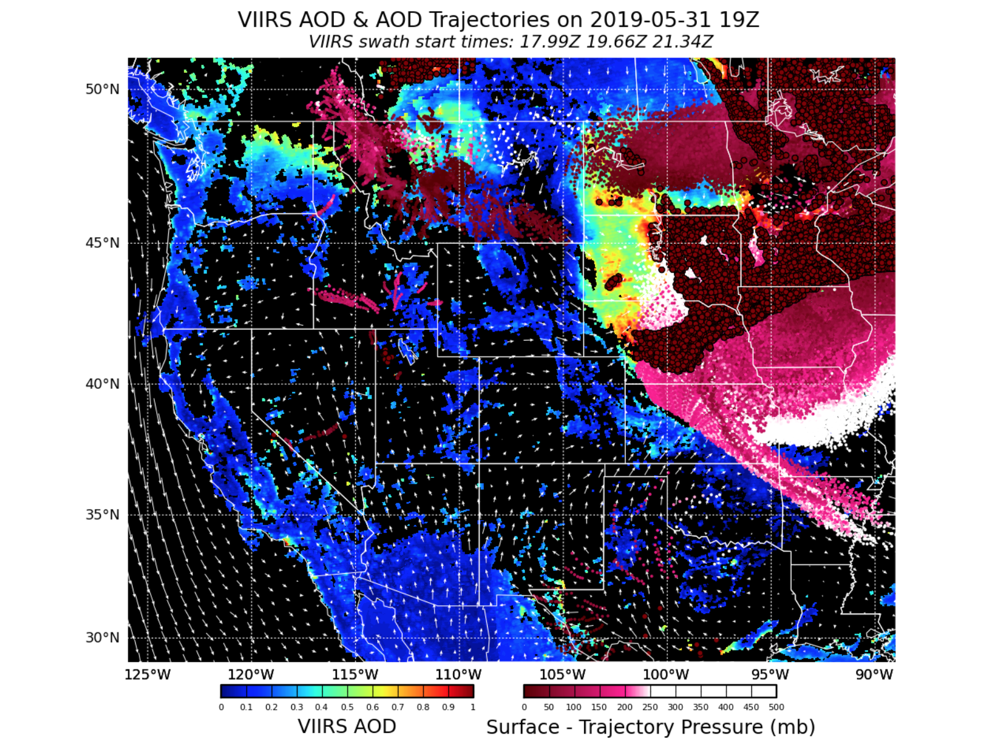 VIIRS AOD & AOD Trajectories on 2019-05-31 19Z
VIIRS swath start times: 17.99Z 19.66Z 21.34Z
50°N
45°N
40°N
35°N
30°N
125°W 120°W 115°W 110°W 105°W 100°W 95°W 90°W
0 0.1 0.2 0.3 0.4 0.5 0.6 0.7 0.8 0.9 1
VIIRS AOD
0 50 100 150 200 250 300 350 400 450 500
Surface - Trajectory Pressure (mb)